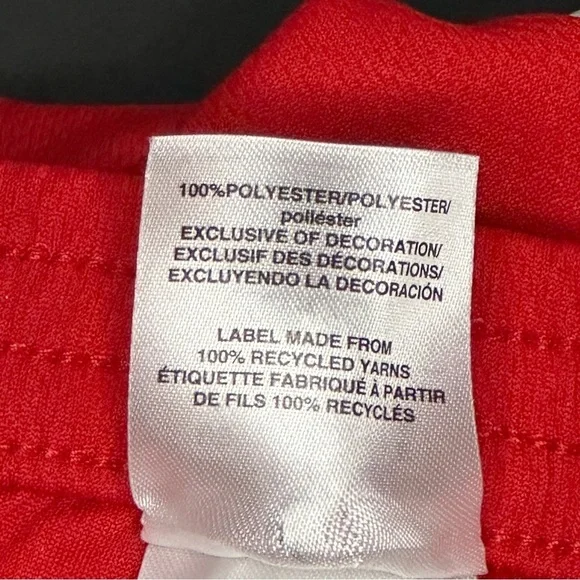 100%POLYESTER/POLYESTER/
poliéster
EXCLUSIVE OF DECORATION/
EXCLUSIF DES DÉCORATIONS/
EXCLUYENDO LA DECORACIÓN
LABEL MADE FROM
100% RECYCLED YARNS
ÉTIQUETTE FABRIQUÉ À PARTIR
DE FILS 100% RECYCLÉS